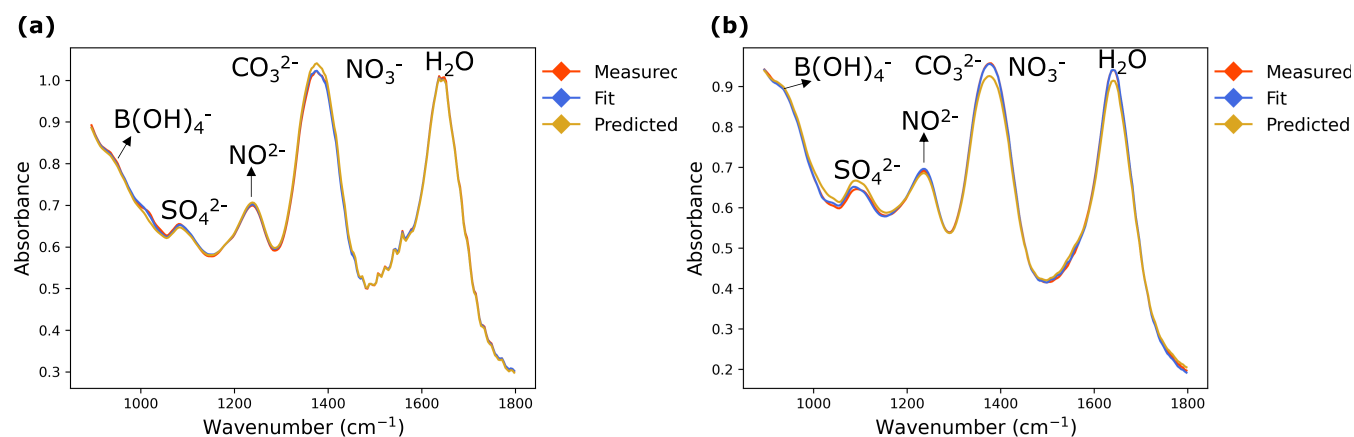 (a)
CO₃²⁻
NO₃⁻
H₂O
B(OH)₄⁻
NO²⁻
SO₄²⁻
Measured
Fit
Predicted
Absorbance
1.0
0.9
0.8
0.7
0.6
0.5
0.4
0.3
1000 1200 1400 1600 1800
Wavenumber (cm⁻¹)
(b)
B(OH)₄⁻
CO₃²⁻
NO₃⁻
H₂O
NO²⁻
SO₄²⁻
Measured
Fit
Predicted
Absorbance
0.9
0.8
0.7
0.6
0.5
0.4
0.3
0.2
1000 1200 1400 1600 1800
Wavenumber (cm⁻¹)